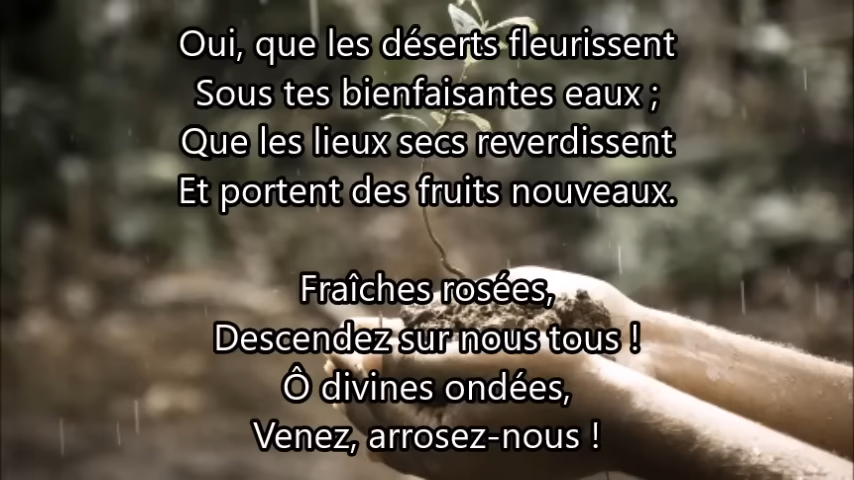 Oui, que les déserts fleurissent
Sous tes bienfaisantes eaux ;
Que les lieux secs reverdissent
Et portent des fruits nouveaux.
Fraîches rosées,
Descendez sur nous tous !
Ô divines ondées,
Venez, arrosez-nous !